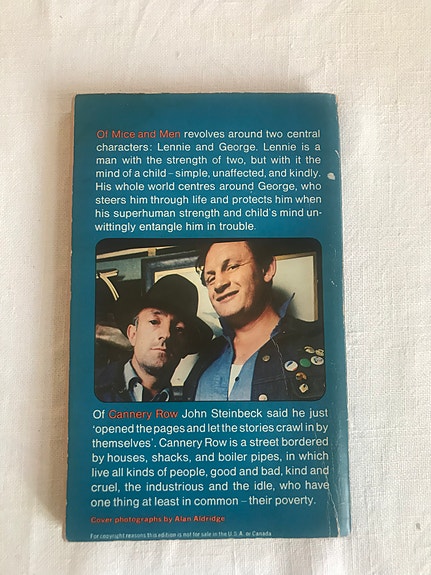 Of Mice and Men revolves around two central
characters: Lennie and George. Lennie is a
man with the strength of two, but with it the
mind of a child – simple, unaffected, and kindly.
His whole world centres around George, who
steers him through life and protects him when
his superhuman strength and child's mind un-
wittingly entangle him in trouble.
Of Cannery Row John Steinbeck said he just
'opened the pages and let the stories crawl in by
themselves'. Cannery Row is a street bordered
by houses, shacks, and boiler pipes, in which
live all kinds of people, good and bad, kind and
cruel, the industrious and the idle, who have
one thing at least in common – their poverty.
Cover photographs by Alan Aldridge
For copyright reasons this edition is not for sale in the U.S.A. or Canada